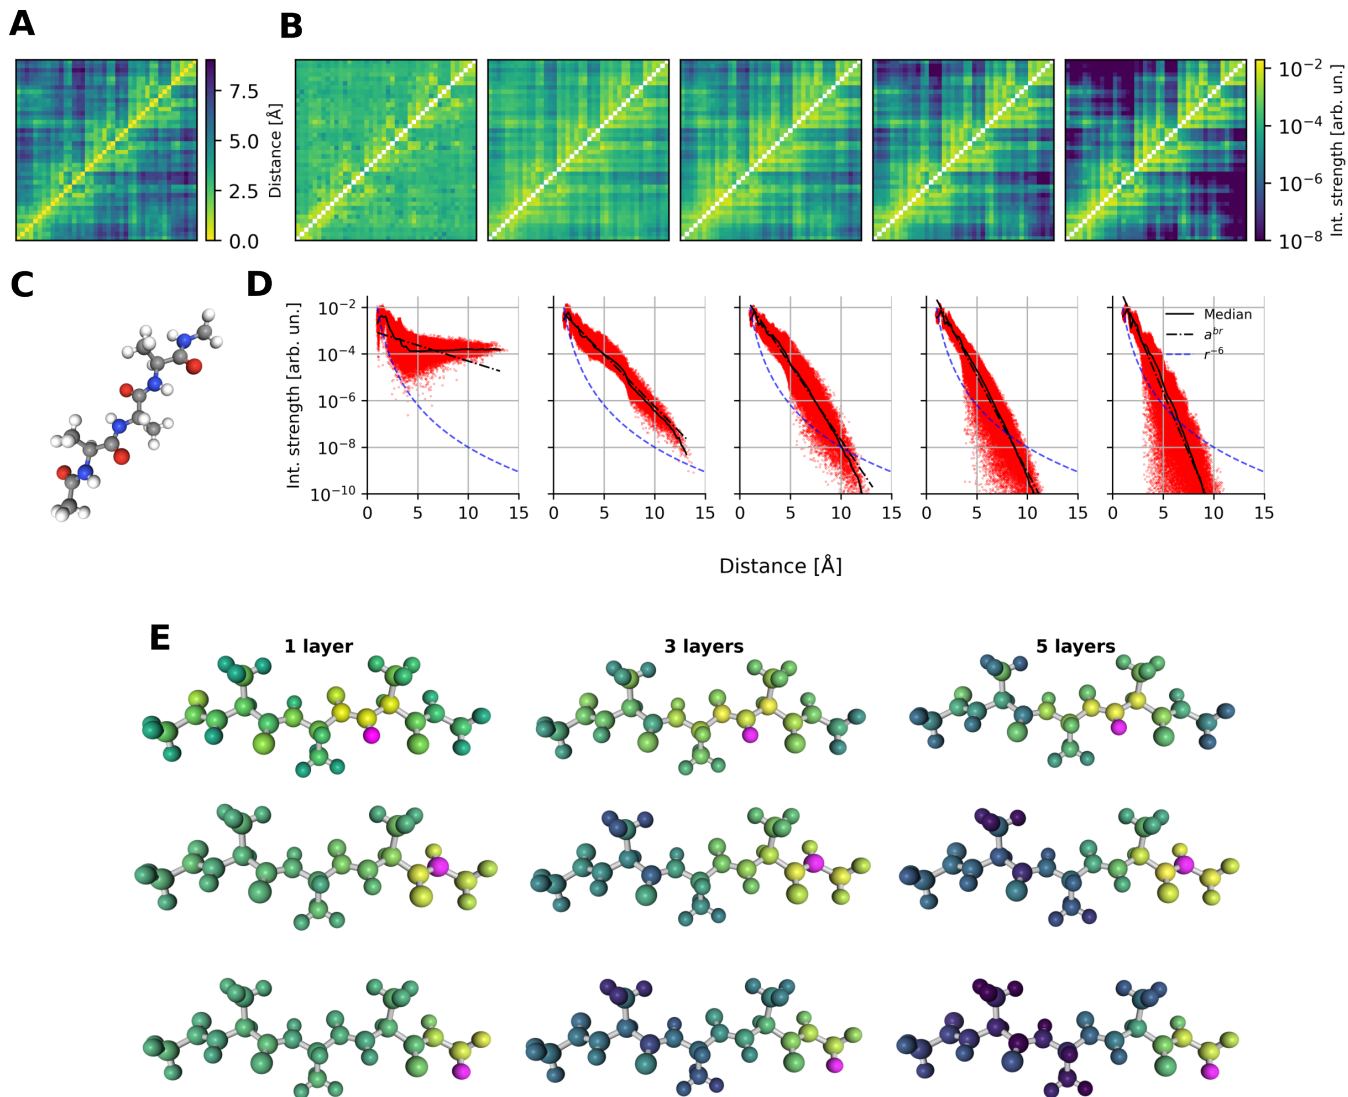 A
B
7.5
5.0
2.5
0.0
Distance [Å]
10⁻²
10⁻⁴
10⁻⁶
10⁻⁸
Int. strength [arb. un.]
C
D
Int. strength [arb. un.]
10⁻²
10⁻⁴
10⁻⁶
10⁻⁸
10⁻¹⁰
0 5 10 15
0 5 10 15
0 5 10 15
0 5 10 15
0 5 10 15
Median
a^{br}
r⁻⁶
Distance [Å]
E
1 layer
3 layers
5 layers